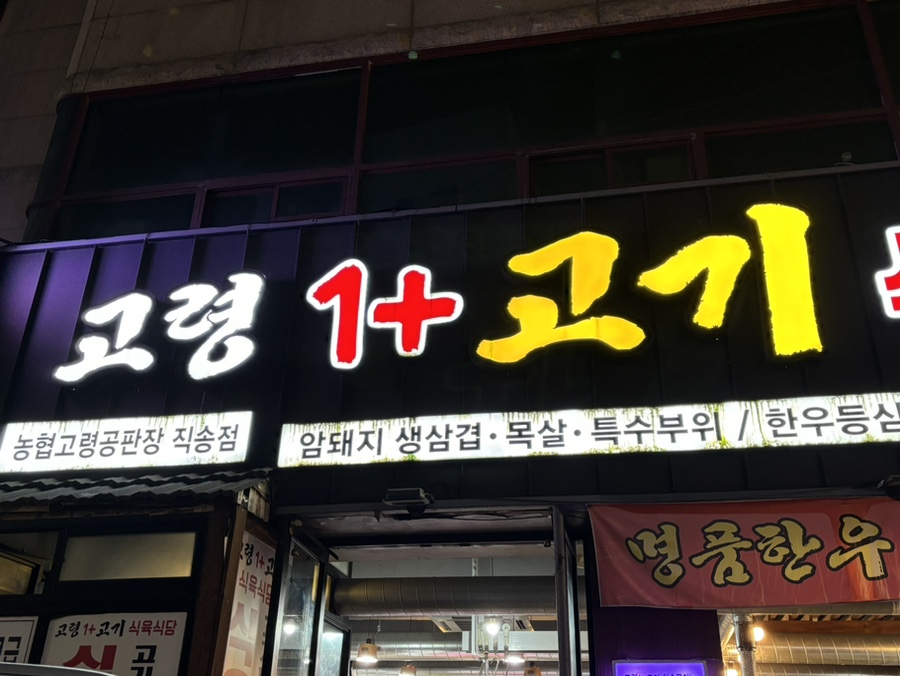 고령 1+ 고기
농협고령공판장 직송점
암돼지 생삼겹·목살·특수부위 / 한우등심
명품한우
고령 1+ 고기 식육식당